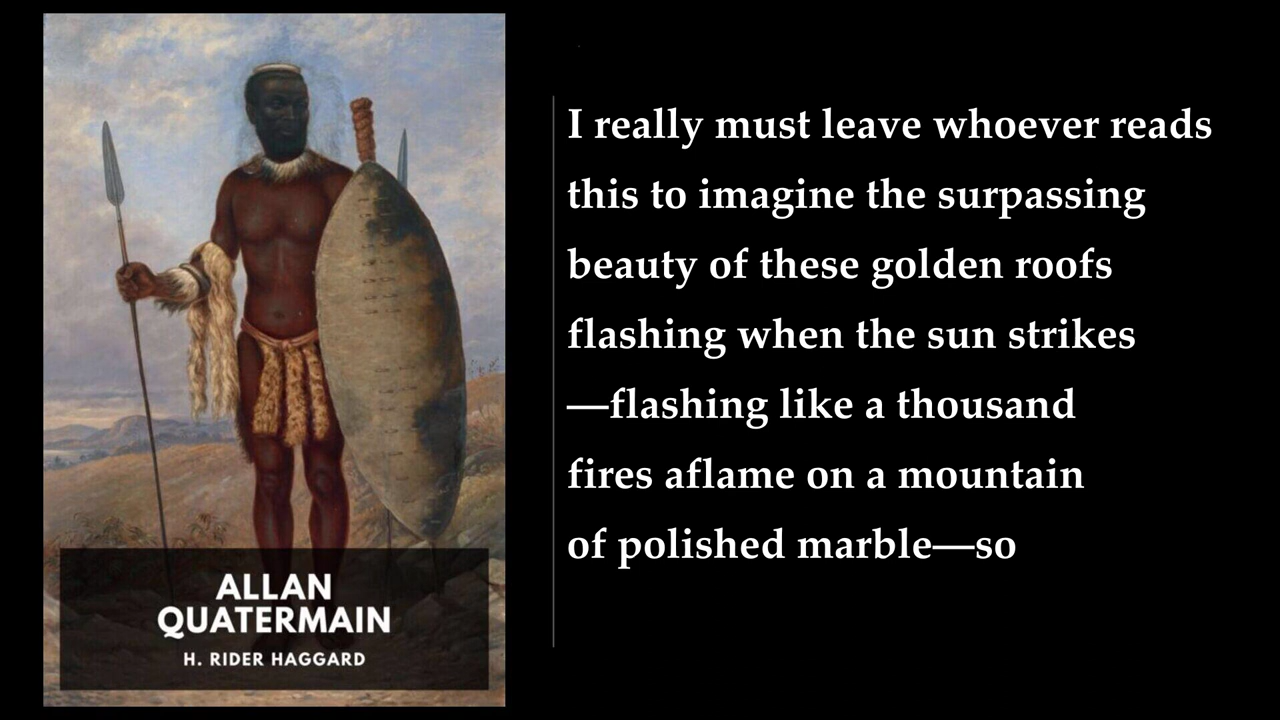 ALLAN
QUATERMAIN
H. RIDER HAGGARD
I really must leave whoever reads
this to imagine the surpassing
beauty of these golden roofs
flashing when the sun strikes
—flashing like a thousand
fires aflame on a mountain
of polished marble—so